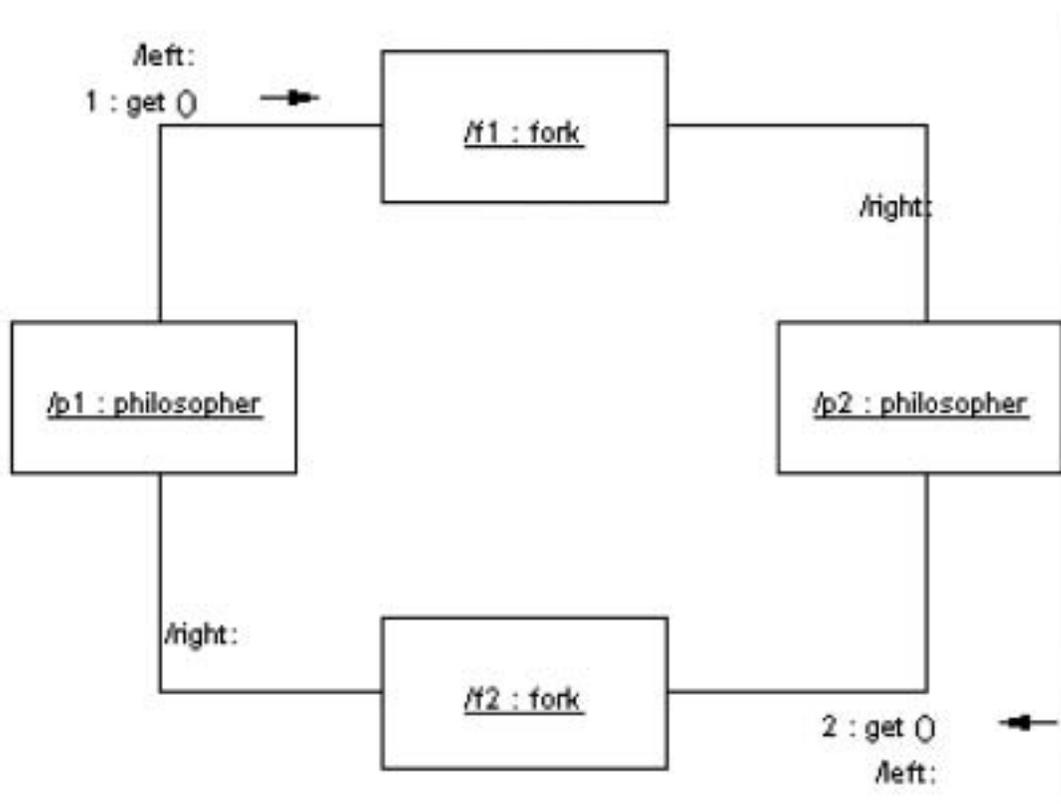 /left:
1 : get ()
/f1 : fork
/right:
/p1 : philosopher
/p2 : philosopher
/right:
/f2 : fork
2 : get ()
/left: